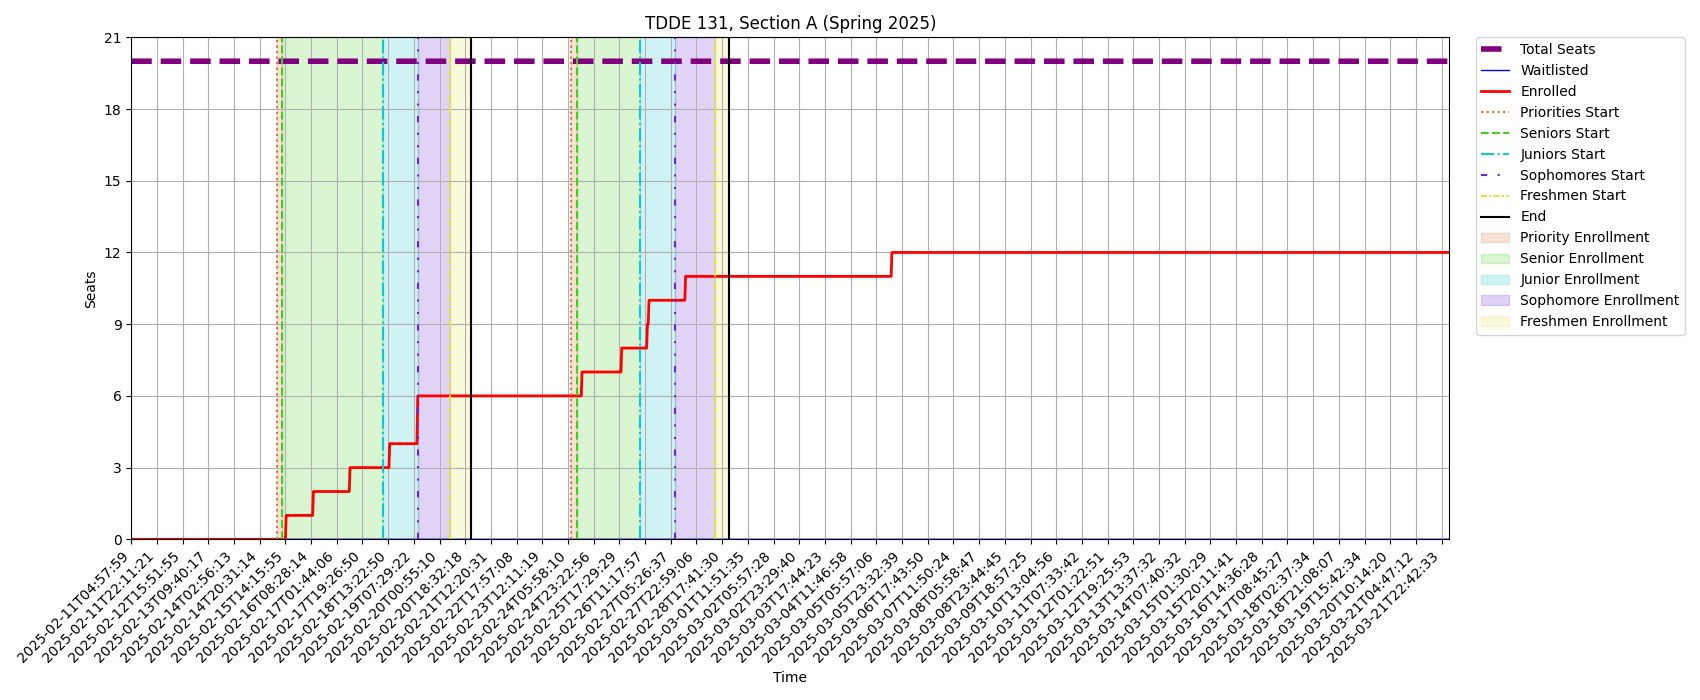 TDDE 131, Section A (Spring 2025)
21
18
15
12
9
6
3
0
Seats
2025-02-11T04:57:59
2025-02-11T22:11:21
2025-02-12T15:51:55
2025-02-13T09:40:17
2025-02-14T02:56:13
2025-02-14T20:31:14
2025-02-15T14:15:55
2025-02-16T08:28:14
2025-02-17T01:44:06
2025-02-17T19:26:50
2025-02-18T13:22:50
2025-02-19T07:29:22
2025-02-20T00:55:10
2025-02-20T18:32:18
2025-02-21T12:20:31
2025-02-22T17:57:08
2025-02-23T12:11:19
2025-02-24T05:58:10
2025-02-24T23:22:56
2025-02-25T17:29:29
2025-02-26T11:17:57
2025-02-27T05:26:37
2025-02-27T22:59:06
2025-02-28T17:41:30
2025-03-01T11:51:35
2025-03-02T05:57:28
2025-03-02T23:29:40
2025-03-03T17:44:23
2025-03-04T11:46:58
2025-03-05T05:57:06
2025-03-05T23:32:39
2025-03-06T17:43:50
2025-03-07T11:50:24
2025-03-08T05:58:47
2025-03-08T23:44:45
2025-03-09T18:57:25
2025-03-10T13:04:56
2025-03-11T07:33:42
2025-03-12T01:22:51
2025-03-12T19:25:53
2025-03-13T13:37:32
2025-03-14T07:40:32
2025-03-15T01:30:29
2025-03-15T20:11:41
2025-03-16T14:36:28
2025-03-17T08:45:27
2025-03-18T02:37:34
2025-03-18T21:08:07
2025-03-19T15:42:34
2025-03-20T10:14:20
2025-03-21T04:47:12
2025-03-21T22:42:33
Time
Total Seats
Waitlisted
Enrolled
Priorities Start
Seniors Start
Juniors Start
Sophomores Start
Freshmen Start
End
Priority Enrollment
Senior Enrollment
Junior Enrollment
Sophomore Enrollment
Freshmen Enrollment